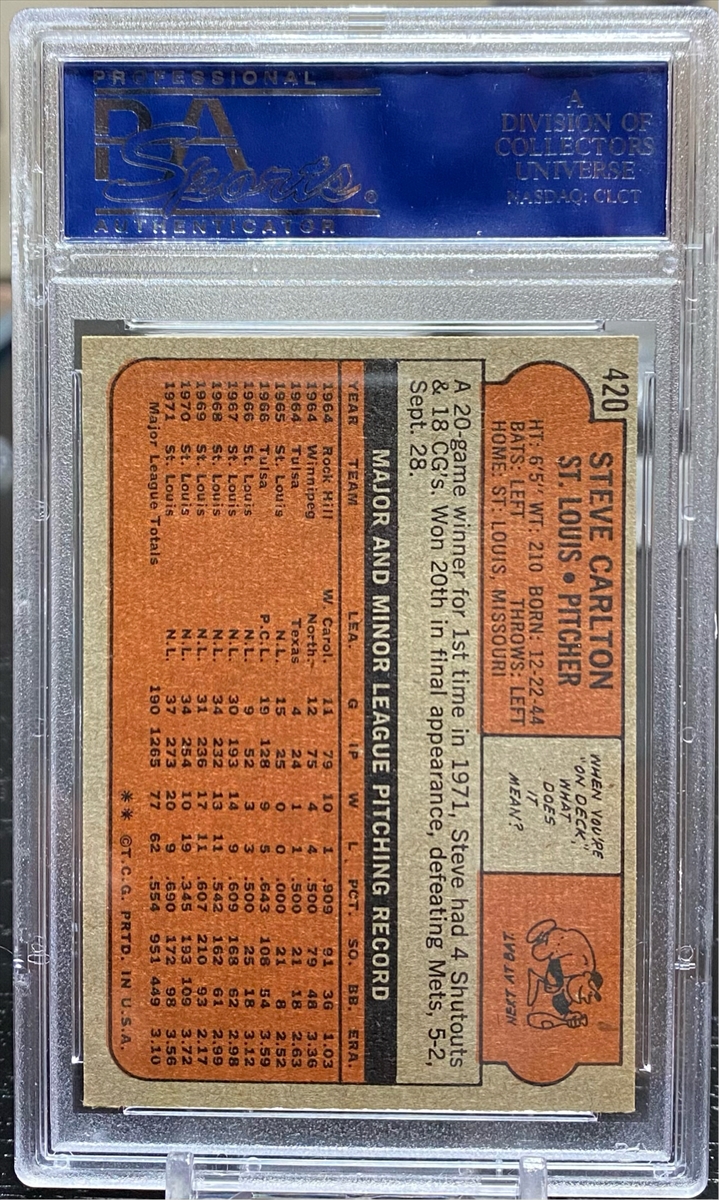 PROFESSIONAL
PSA
Sports®
AUTHENTICATOR
A
DIVISION OF
COLLECTORS
UNIVERSE
NASDAQ: CLCT
420
STEVE CARLTON
ST. LOUIS • PITCHER
HT: 6'5" WT: 210 BORN: 12-22-44
BATS: LEFT THROWS: LEFT
HOME: ST. LOUIS, MISSOURI
WHEN YOU'RE
"ON DECK,"
WHAT
DOES
IT
MEAN?
NEXT AT BAT
A 20-game winner for 1st time in 1971, Steve had 4 Shutouts
& 18 CG's. Won 20th in final appearance, defeating Mets, 5-2,
Sept. 28.
MAJOR AND MINOR LEAGUE PITCHING RECORD
YEAR TEAM LEA. G IP W L PCT. SO. BB. ERA.
1964 Rock Hill W. Carol. 11 79 10 1 .909 91 36 1.03
1964 Winnipeg North. 12 75 4 4 .500 79 48 3.36
1964 Tulsa Texas 4 24 1 1 .500 21 18 2.63
1965 St. Louis N.L. 15 25 0 0 .000 21 8 2.52
1966 Tulsa P.C.L. 19 128 9 5 .643 108 54 3.59
1966 St. Louis N.L. 9 52 3 3 .500 25 18 3.12
1967 St. Louis N.L. 30 193 14 9 .609 168 62 2.98
1968 St. Louis N.L. 34 232 13 11 .542 162 61 2.99
1969 St. Louis N.L. 31 236 17 11 .607 210 93 2.17
1970 St. Louis N.L. 34 254 10 19 .345 193 109 3.72
1971 St. Louis N.L. 37 273 20 9 .690 172 98 3.56
Major League Totals 190 1265 77 62 .554 951 449 3.10
** ©T.C.G. PRTD. IN U.S.A.